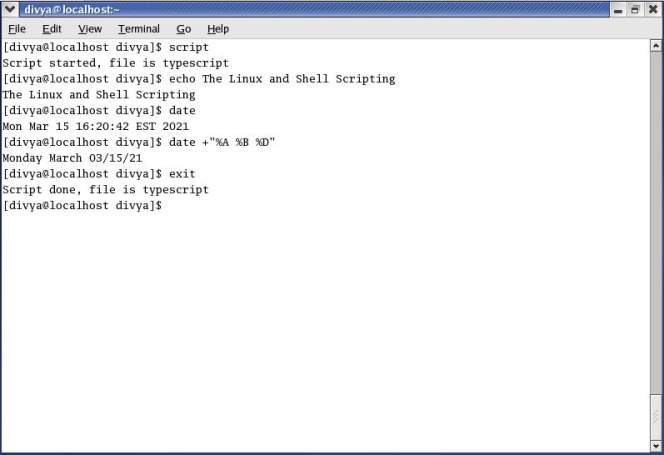 divya@localhost:~
File Edit View Terminal Go Help
[divya@localhost divya]$ script
Script started, file is typescript
[divya@localhost divya]$ echo The Linux and Shell Scripting
The Linux and Shell Scripting
[divya@localhost divya]$ date
Mon Mar 15 16:20:42 EST 2021
[divya@localhost divya]$ date +"%A %B %D"
Monday March 03/15/21
[divya@localhost divya]$ exit
Script done, file is typescript
[divya@localhost divya]$